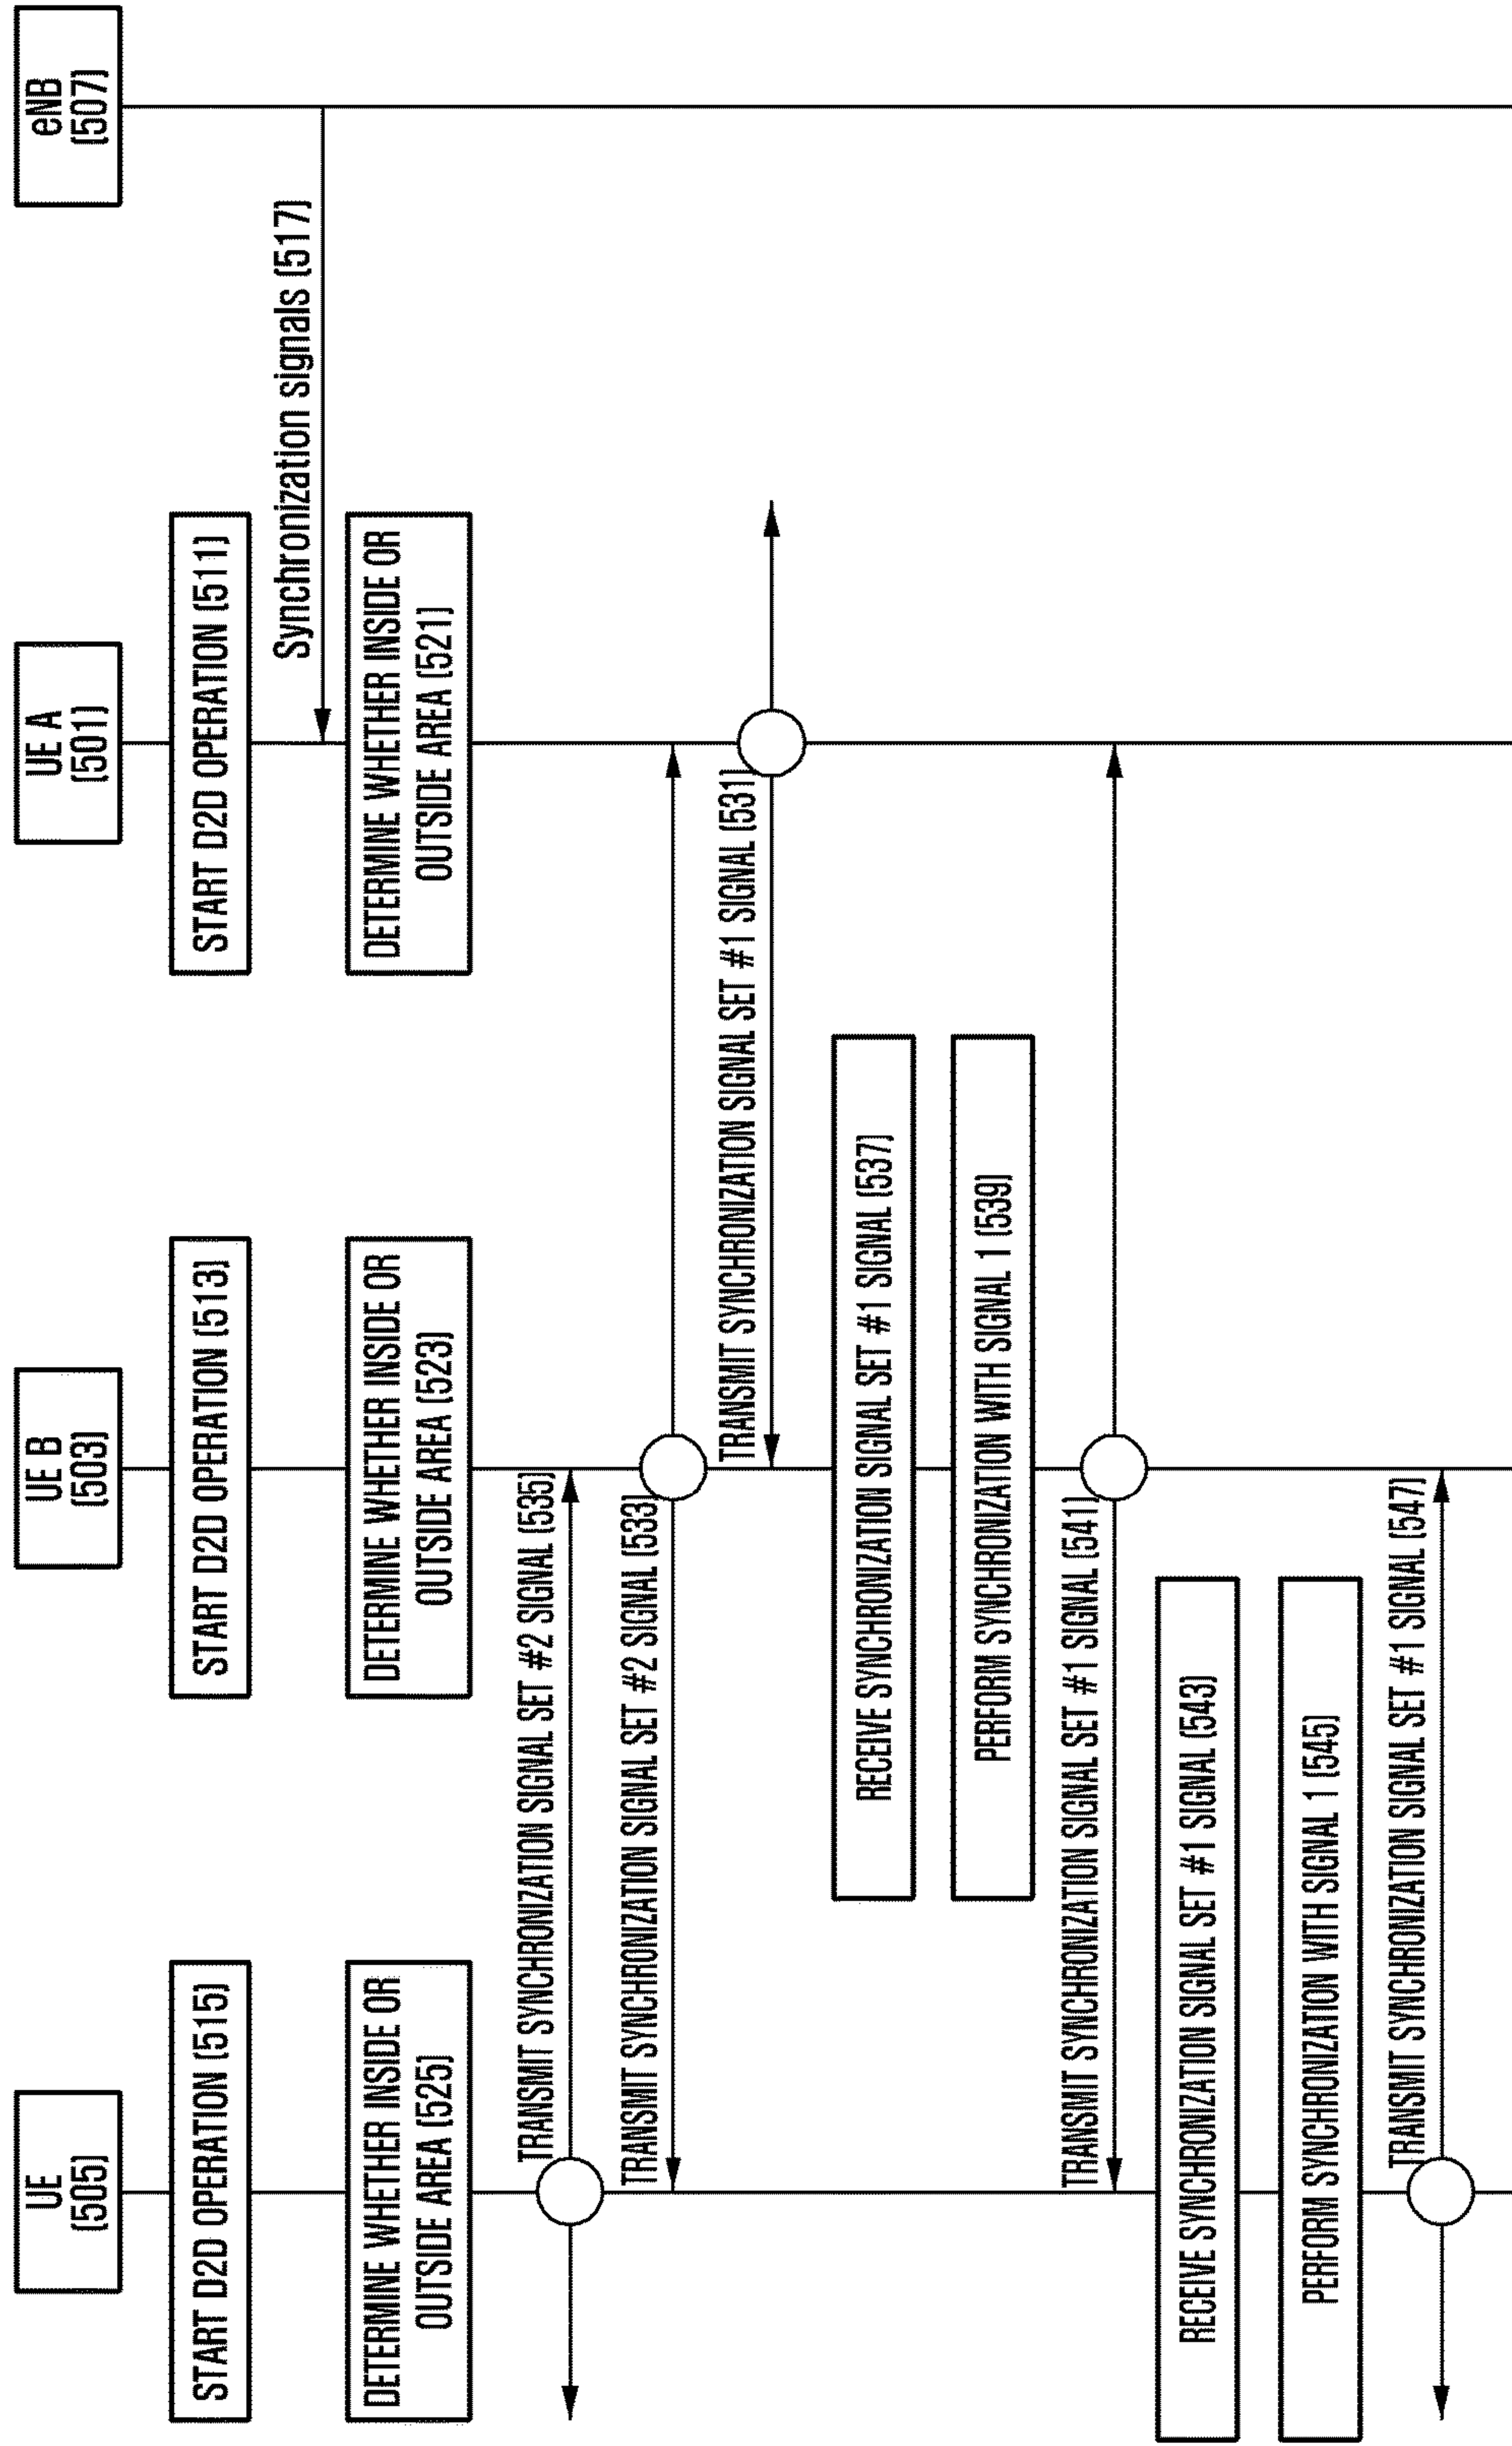 UE
(505)
UE B
(503)
UE A
(501)
eNB
(507)
START D2D OPERATION (515)
START D2D OPERATION (513)
START D2D OPERATION (511)
Synchronization signals (517)
DETERMINE WHETHER INSIDE OR
OUTSIDE AREA (525)
DETERMINE WHETHER INSIDE OR
OUTSIDE AREA (523)
DETERMINE WHETHER INSIDE OR
OUTSIDE AREA (521)
TRANSMIT SYNCHRONIZATION SIGNAL SET #2 SIGNAL (535)
TRANSMIT SYNCHRONIZATION SIGNAL SET #2 SIGNAL (533)
TRANSMIT SYNCHRONIZATION SIGNAL SET #1 SIGNAL (531)
RECEIVE SYNCHRONIZATION SIGNAL SET #1 SIGNAL (537)
PERFORM SYNCHRONIZATION WITH SIGNAL 1 (539)
TRANSMIT SYNCHRONIZATION SIGNAL SET #1 SIGNAL (541)
RECEIVE SYNCHRONIZATION SIGNAL SET #1 SIGNAL (543)
PERFORM SYNCHRONIZATION WITH SIGNAL 1 (545)
TRANSMIT SYNCHRONIZATION SIGNAL SET #1 SIGNAL (547)